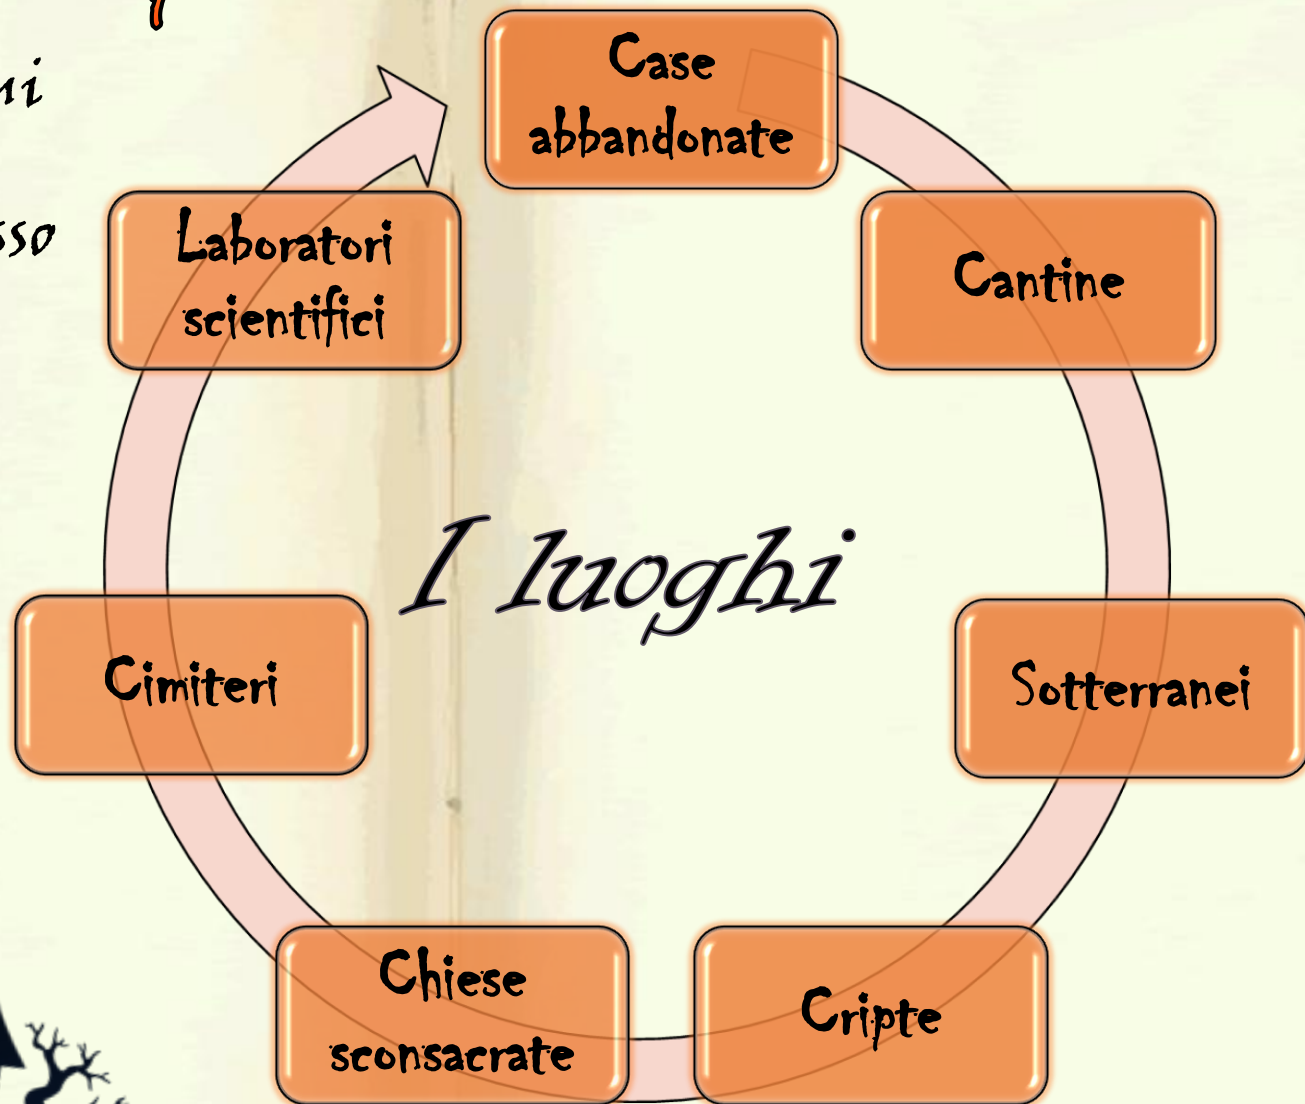 Case
abbandonate
Cantine
Sotterranei
Cripte
Chiese
sconsacrate
Cimiteri
Laboratori
scientifici
I luoghi